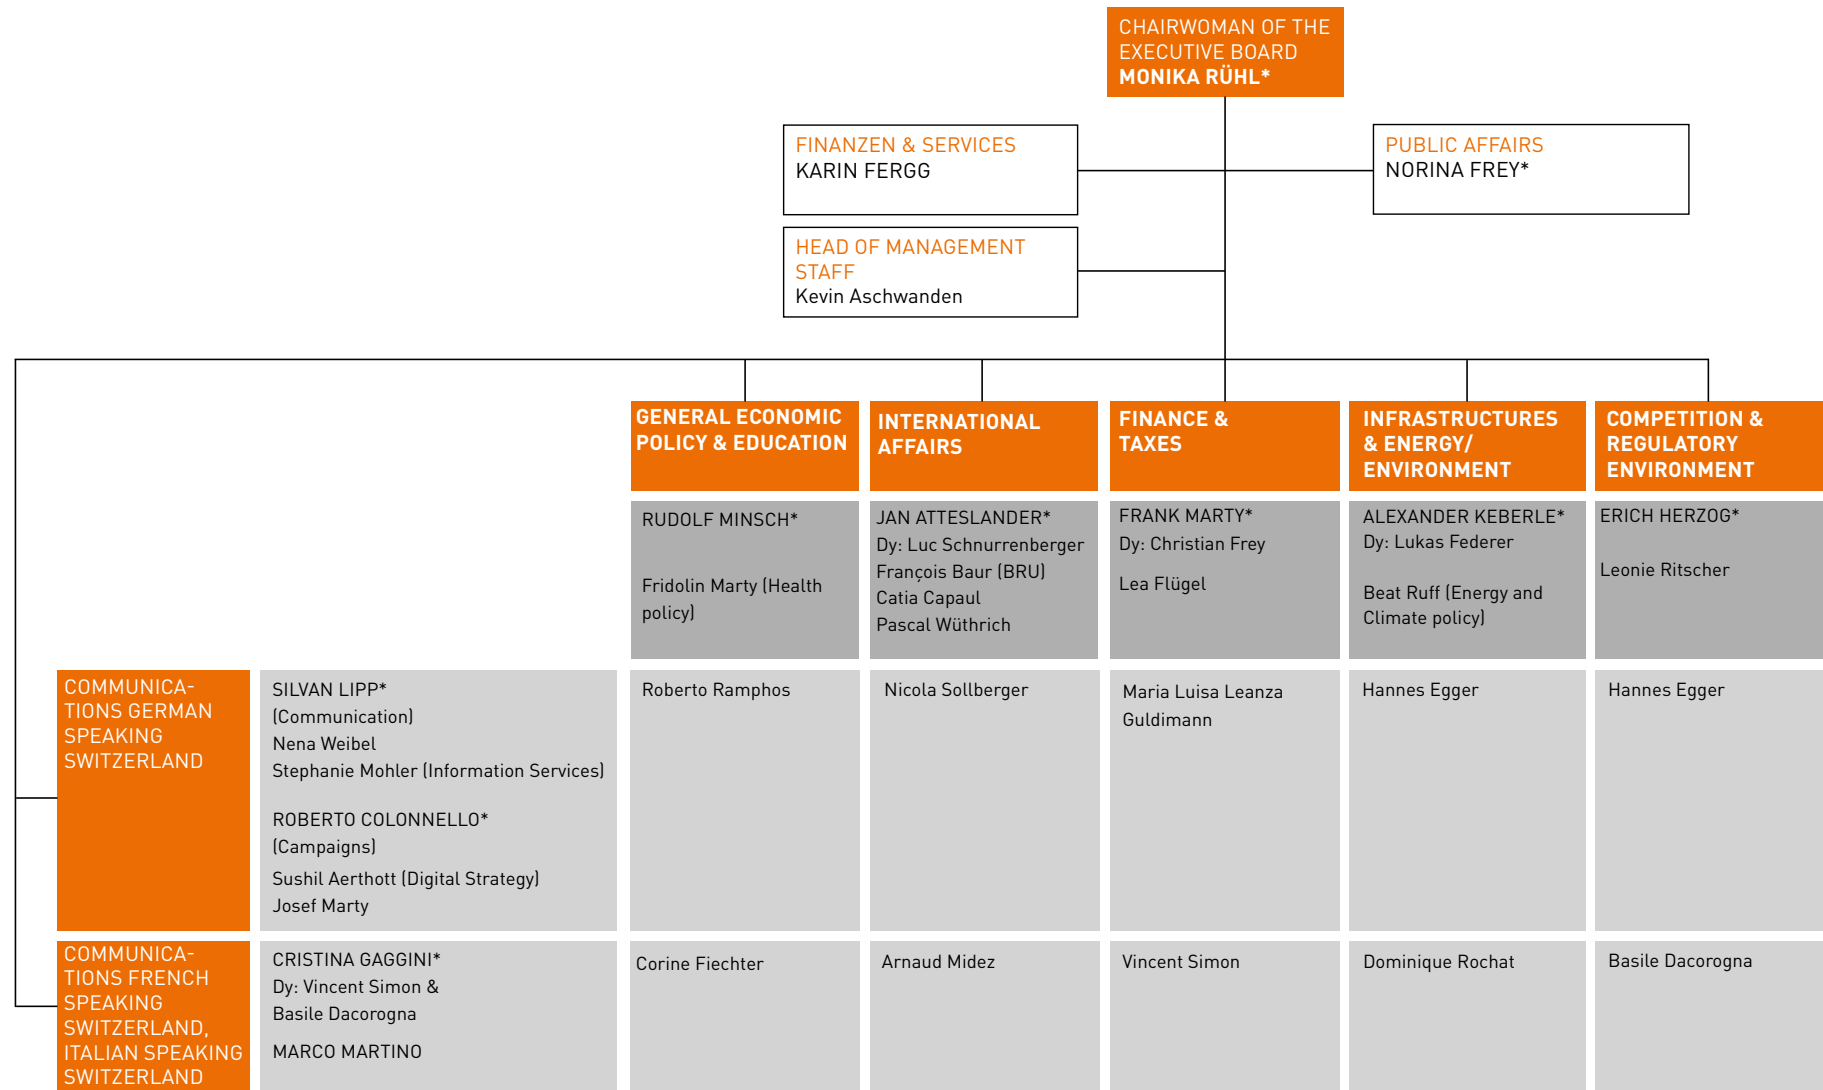 CHAIRWOMAN OF THE
EXECUTIVE BOARD
MONIKA RÜHL*
FINANZEN & SERVICES
KARIN FERGG
PUBLIC AFFAIRS
NORINA FREY*
HEAD OF MANAGEMENT
STAFF
Kevin Aschwanden
GENERAL ECONOMIC
POLICY & EDUCATION
INTERNATIONAL
AFFAIRS
FINANCE &
TAXES
INFRASTRUCTURES
& ENERGY/
ENVIRONMENT
COMPETITION &
REGULATORY
ENVIRONMENT
RUDOLF MINSCH*
Fridolin Marty (Health
policy)
JAN ATTESLANDER*
Dy: Luc Schnurrenberger
François Baur (BRU)
Catia Capaul
Pascal Wüthrich
FRANK MARTY*
Dy: Christian Frey
Lea Flügel
ALEXANDER KEBERLE*
Dy: Lukas Federer
Beat Ruff (Energy and
Climate policy)
ERICH HERZOG*
Leonie Ritscher
COMMUNICA-
TIONS GERMAN
SPEAKING
SWITZERLAND
SILVAN LIPP*
(Communication)
Nena Weibel
Stephanie Mohler (Information Services)
ROBERTO COLONNELLO*
(Campaigns)
Sushil Aerthott (Digital Strategy)
Josef Marty
Roberto Ramphos
Nicola Sollberger
Maria Luisa Leanza
Guldimann
Hannes Egger
Hannes Egger
COMMUNICA-
TIONS FRENCH
SPEAKING
SWITZERLAND,
ITALIAN SPEAKING
SWITZERLAND
CRISTINA GAGGINI*
Dy: Vincent Simon &
Basile Dacorogna
MARCO MARTINO
Corine Fiechter
Arnaud Midez
Vincent Simon
Dominique Rochat
Basile Dacorogna